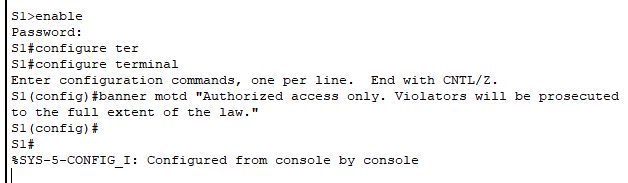 S1>enable
Password:
S1#configure ter
S1#configure terminal
Enter configuration commands, one per line.  End with CNTL/Z.
S1(config)#banner motd "Authorized access only. Violators will be prosecuted
to the full extent of the law."
S1(config)#
S1#
%SYS-5-CONFIG_I: Configured from console by console